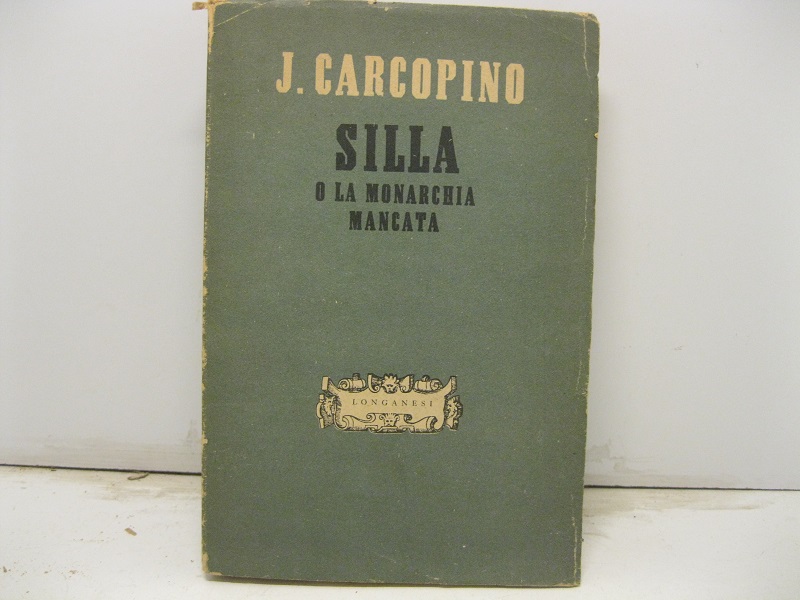 J. CARCOPINO
SILLA
O LA MONARCHIA
MANCATA
LONGANESI